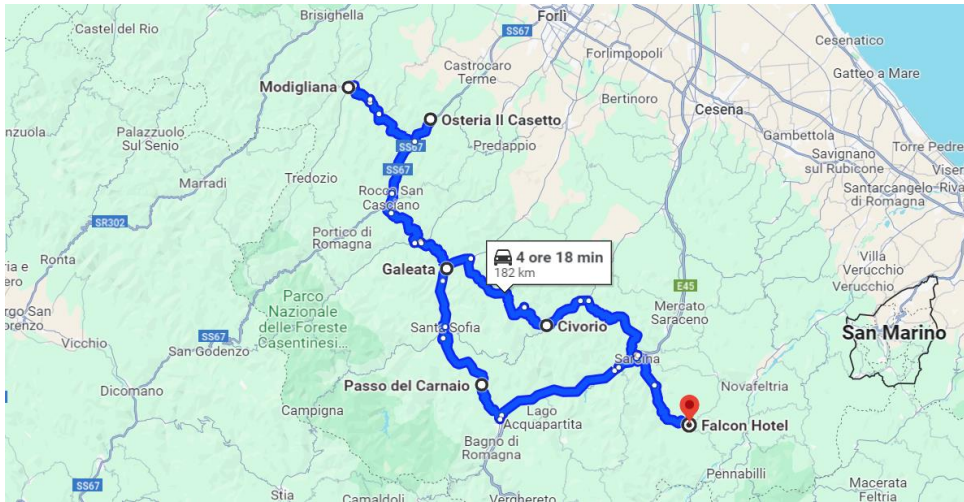 Castel del Rio
Brisighella
SS67
Forlì
Cesenatico
Forlimpopoli
Gatteo a Mare
Castrocaro
Terme
Modigliana
Bertinoro
Cesena
Osteria Il Casetto
Gambettola
Palazzuolo
Sul Senio
SS67
Predappio
Savignano
sul Rubicone
Torre Pedre
SS67
Tredozio
Marradi
Rocca San
Casciano
Santarcangelo
di Romagna
SR302
Portico di
Romagna
4 ore 18 min
182 km
Villa
Verucchio
Verucchio
Ronta
Galeata
E45
Parco
Nazionale
delle Foreste
Casentinesi...
Mercato
Saraceno
Civorio
Santa Sofia
San Marino
Vicchio
SS67
San Godenzo
Sarsina
Passo del Carnaio
Novafeltria
Dicomano
Campigna
Lago
Acquapartita
Falcon Hotel
Bagno di
Romagna
Pennabilli
SS67
Stia
Camaldoli
Verghereto
Macerata
Feltria